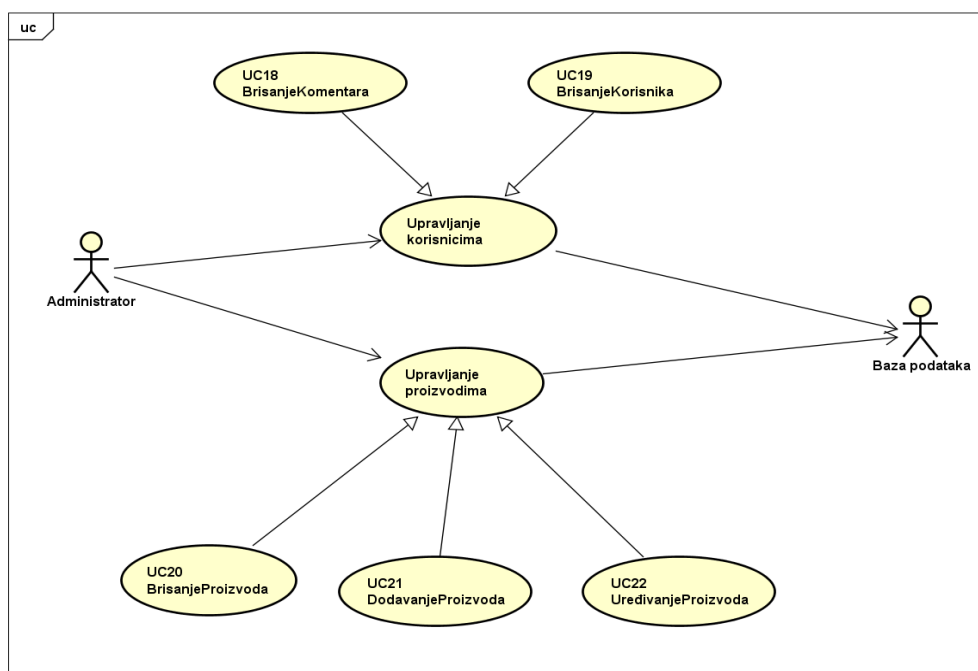 uc
UC18
BrisanjeKomentara
UC19
BrisanjeKorisnika
Upravljanje
korisnicima
Administrator
Baza podataka
Upravljanje
proizvodima
UC20
BrisanjeProizvoda
UC21
DodavanjeProizvoda
UC22
UređivanjeProizvoda